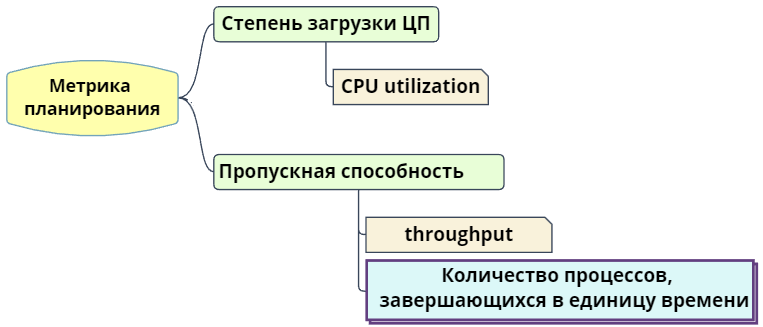 Степень загрузки ЦП
CPU utilization
Метрика
планирования
Пропускная способность
throughput
Количество процессов,
завершающихся в единицу времени